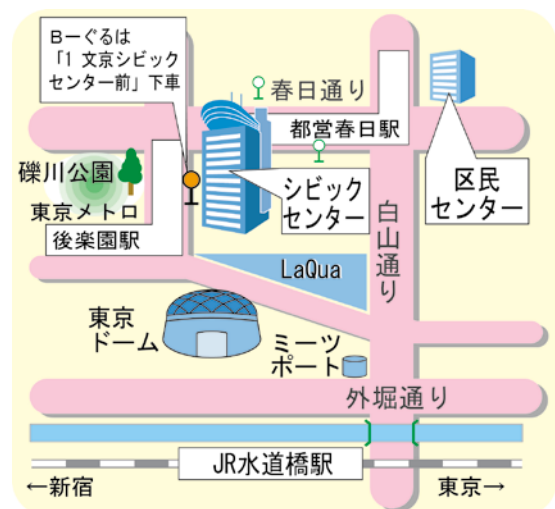 Bーぐるは
「1 文京シビック
センター前」下車
春日通り
都営春日駅
礫川公園
東京メトロ
後楽園駅
シビック
センター
区民
センター
白山通り
LaQua
東京
ドーム
ミーツ
ポート
外堀通り
JR水道橋駅
←新宿
東京→